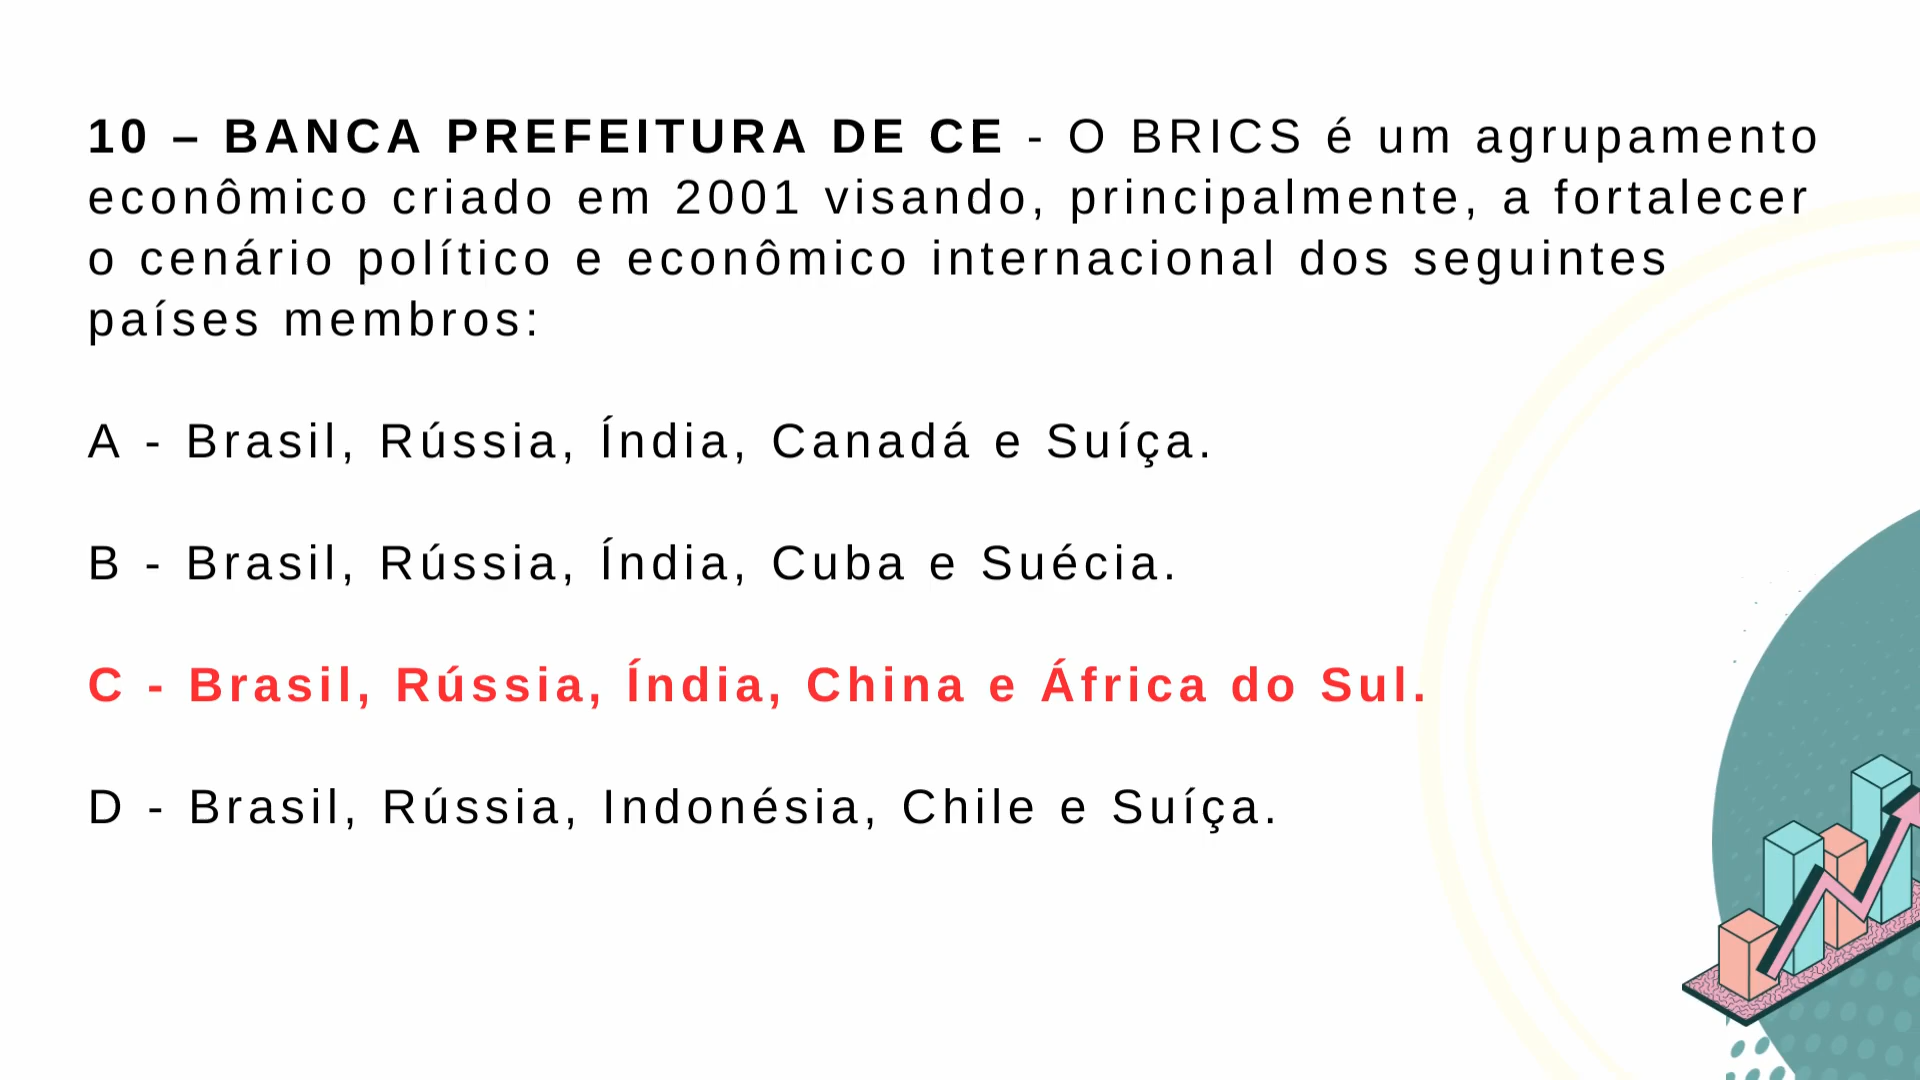 10 – BANCA PREFEITURA DE CE - O BRICS é um agrupamento
econômico criado em 2001 visando, principalmente, a fortalecer
o cenário político e econômico internacional dos seguintes
países membros:
A - Brasil, Rússia, Índia, Canadá e Suíça.
B - Brasil, Rússia, Índia, Cuba e Suécia.
C - Brasil, Rússia, Índia, China e África do Sul.
D - Brasil, Rússia, Indonésia, Chile e Suíça.